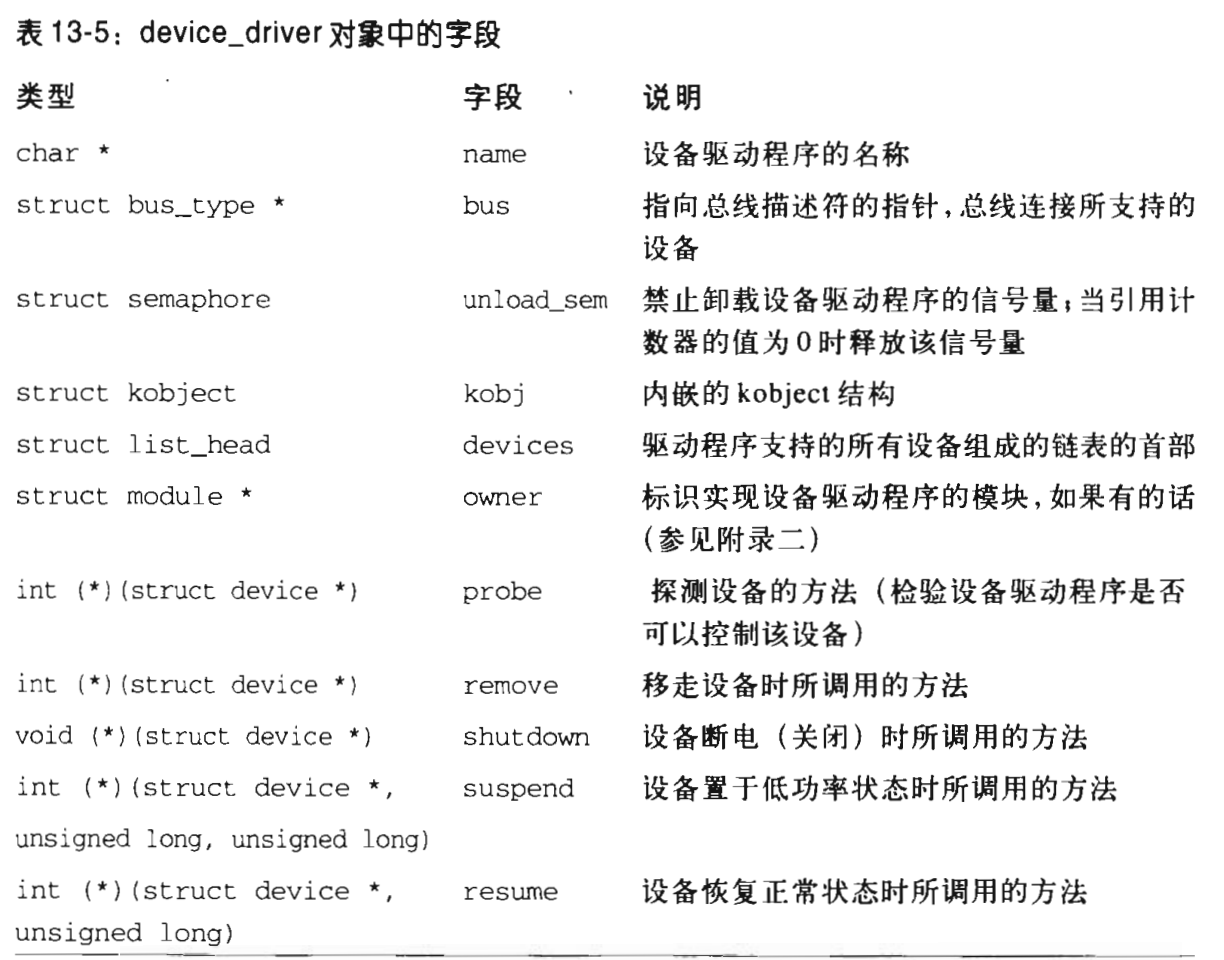 表 13-5：device_driver 对象中的字段
类型 字段 说明
char * name 设备驱动程序的名称
struct bus_type * bus 指向总线描述符的指针，总线连接所支持的
设备
struct semaphore unload_sem 禁止卸载设备驱动程序的信号量；当引用计
数器的值为0时释放该信号量
struct kobject kobj 内嵌的 kobject 结构
struct list_head devices 驱动程序支持的所有设备组成的链表的首部
struct module * owner 标识实现设备驱动程序的模块，如果有的话
（参见附录二）
int (*)(struct device *) probe 探测设备的方法（检验设备驱动程序是否
可以控制该设备）
int (*)(struct device *) remove 移走设备时所调用的方法
void (*)(struct device *) shutdown 设备断电（关闭）时所调用的方法
int (*)(struct device *, suspend 设备置于低功率状态时所调用的方法
unsigned long, unsigned long)
int (*)(struct device *, resume 设备恢复正常状态时所调用的方法
unsigned long)